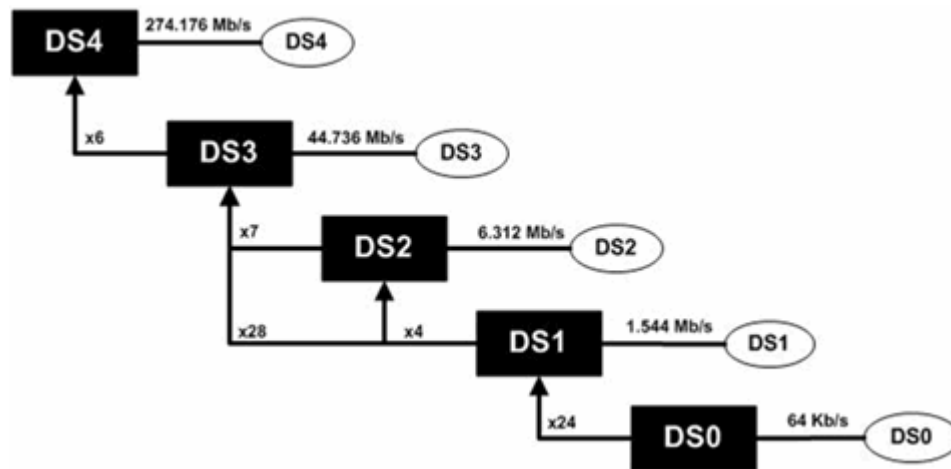 DS4 274.176 Mb/s DS4
x6 DS3 44.736 Mb/s DS3
x7 DS2 6.312 Mb/s DS2
x28 x4 DS1 1.544 Mb/s DS1
x24 DS0 64 Kb/s DS0